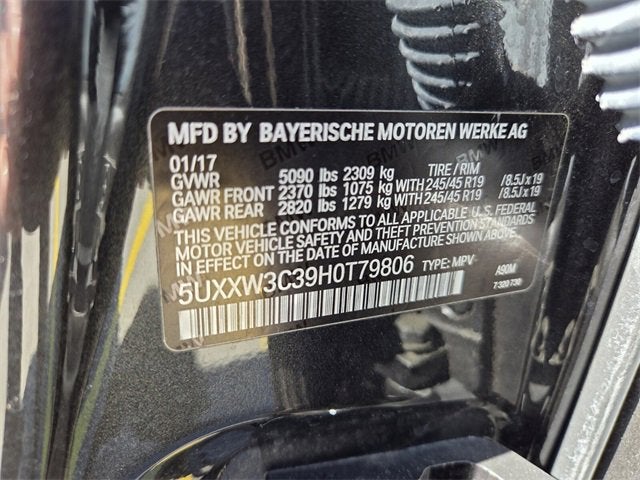 MFD BY BAYERISCHE MOTOREN WERKE AG
01/17 TIRE / RIM
GVWR 5090 lbs 2309 kg
GAWR FRONT 2370 lbs 1075 kg WITH 245/45 R19 / 8.5J x 19
GAWR REAR 2820 lbs 1279 kg WITH 245/45 R19 / 8.5J x 19
THIS VEHICLE CONFORMS TO ALL APPLICABLE U.S. FEDERAL
MOTOR VEHICLE SAFETY AND THEFT PREVENTION STANDARDS
IN EFFECT ON THE DATE OF MANUFACTURE SHOWN ABOVE.
5UXXW3C39H0T79806 TYPE: MPV A90M
7 320 730